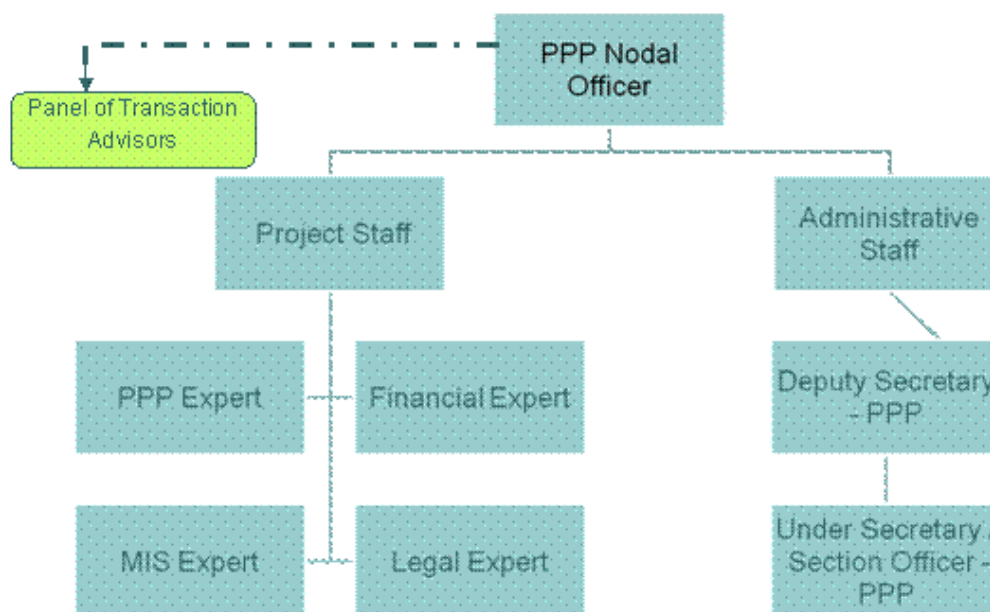 PPP Nodal
Officer
Panel of Transaction
Advisors
Project Staff
Administrative
Staff
PPP Expert
Financial Expert
Deputy Secretary
- PPP
MIS Expert
Legal Expert
Under Secretary /
Section Officer -
PPP